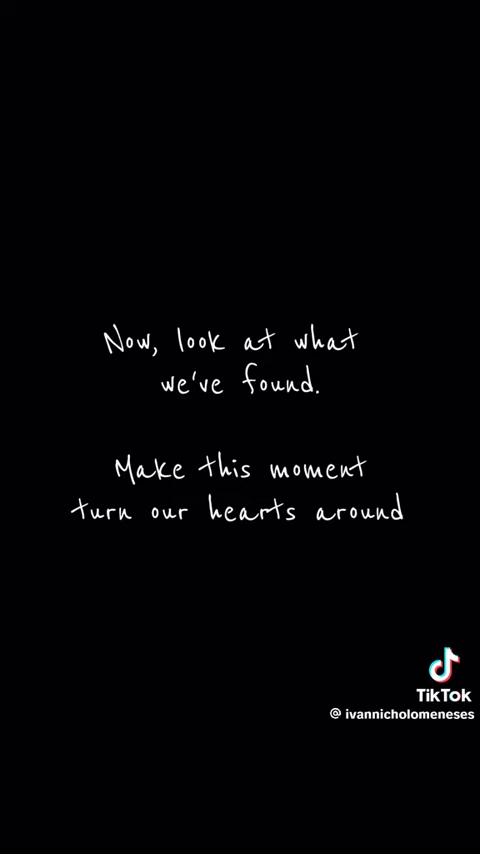 Now, look at what
we've found.
Make this moment
turn our hearts around
TikTok
@ ivannicholomeneses